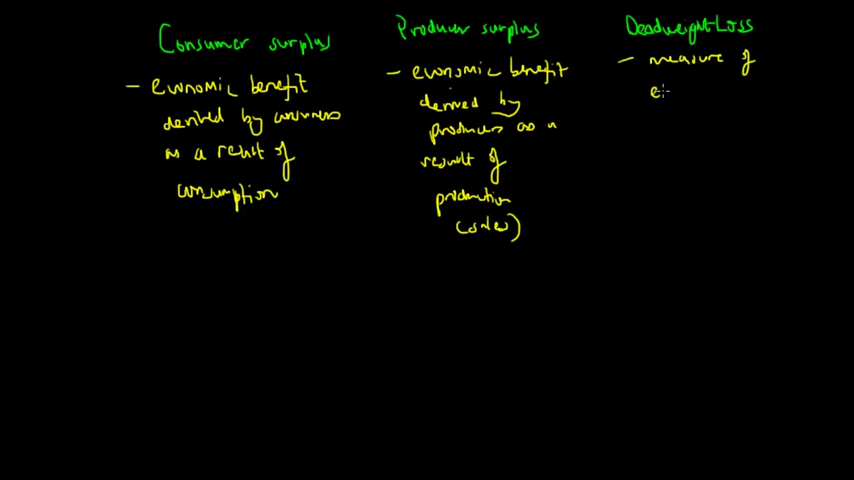 Consumer surplus
- economic benefit
derived by consumers
as a result of
consumption
Producer surplus
- economic benefit
derived by
producers as a
result of
production
(sales)
Deadweight Loss
- measure of
e